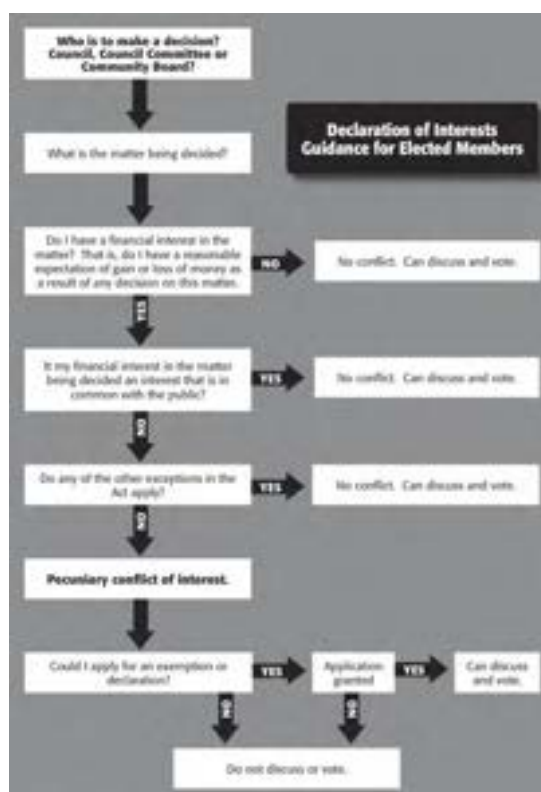 Who is to make a decision?
Council, Council Committee or
Community Board?
Declaration of Interests
Guidance for Elected Members
What is the matter being decided?
Do I have a financial interest in the
matter? That is, do I have a reasonable
expectation of gain or loss of money as
a result of any decision on this matter.
NO
No conflict. Can discuss and vote.
YES
It my financial interest in the matter
being decided an interest that is in
common with the public?
YES
No conflict. Can discuss and vote.
NO
Do any of the other exceptions in the
Act apply?
YES
No conflict. Can discuss and vote.
NO
Pecuniary conflict of interest.
Could I apply for an exemption or
declaration?
YES
Application
granted
YES
Can discuss
and vote.
NO
NO
Do not discuss or vote.